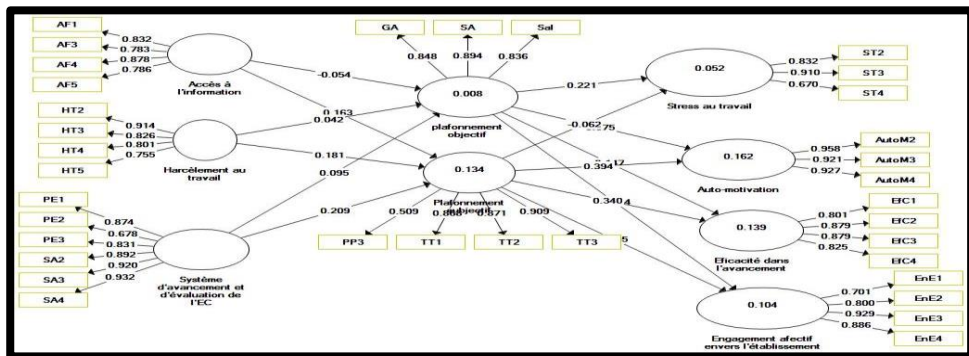 AF1
AF3
AF4
AF5
0.832
0.783
0.878
0.786
Accès à
l'information
HT2
HT3
HT4
HT5
0.914
0.826
0.801
0.755
Harcèlement au
travail
PE1
PE2
PE3
SA2
SA3
SA4
0.874
0.678
0.831
0.892
0.920
0.932
Système
d'avancement et
d'évaluation de
l'EC
GA
SA
Sal
0.848
0.894
0.836
-0.054
0.163
0.042
0.181
0.095
0.209
0.008
plafonnement
objectif
0.134
Plafonnement
subjectif
0.509
0.868
0.871
0.909
PP3
TT1
TT2
TT3
0.221
-0.062
0.394
0.340
0.052
Stress au travail
0.832
0.910
0.670
ST2
ST3
ST4
0.162
Auto-motivation
0.958
0.921
0.927
AutoM2
AutoM3
AutoM4
0.139
Eficacité dans
l'avancement
0.801
0.879
0.879
0.825
EfC1
EfC2
EfC3
EfC4
0.104
Engagement afectif
envers l'établissement
0.701
0.800
0.929
0.886
EnE1
EnE2
EnE3
EnE4